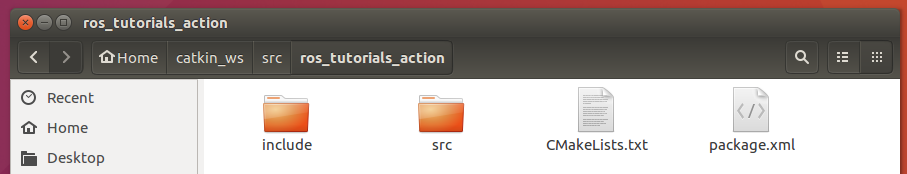 ros_tutorials_action
Home catkin_ws src ros_tutorials_action
Recent
Home
Desktop
include src CMakeLists.txt package.xml